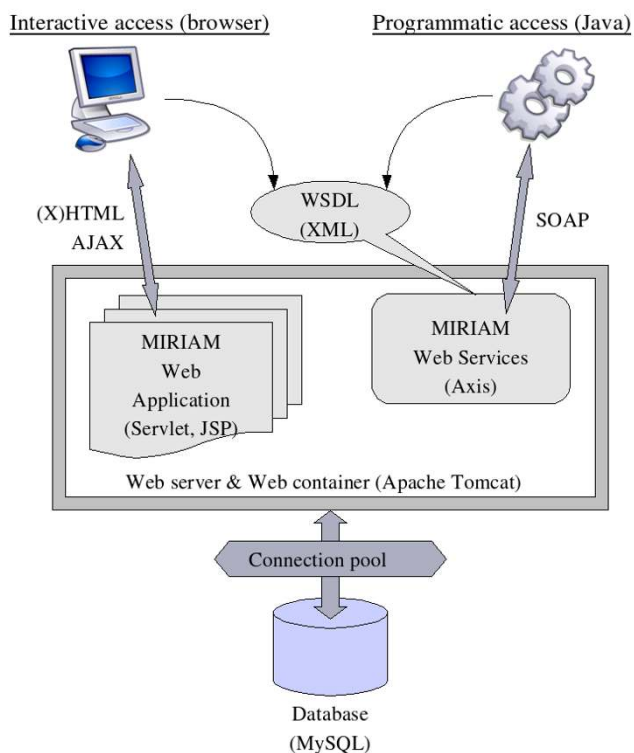 Interactive access (browser)
Programmatic access (Java)
WSDL
(XML)
(X)HTML
AJAX
SOAP
MIRIAM
Web
Application
(Servlet, JSP)
MIRIAM
Web Services
(Axis)
Web server & Web container (Apache Tomcat)
Connection pool
Database
(MySQL)